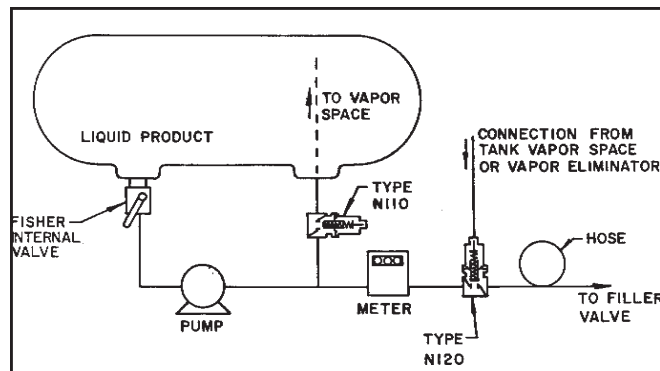 TO VAPOR
SPACE
LIQUID PRODUCT
CONNECTION FROM
TANK VAPOR SPACE
OR VAPOR ELIMINATOR
TYPE
N110
FISHER
INTERNAL
VALVE
HOSE
PUMP
METER
TO FILLER
VALVE
TYPE
N120